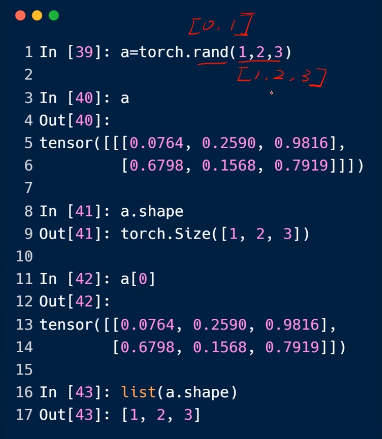 [0.1]
1 In [39]: a=torch.rand(1,2,3)
2
[1.2,3]
3 In [40]: a
4 Out[40]:
5 tensor([[[0.0764, 0.2590, 0.9816],
6          [0.6798, 0.1568, 0.7919]]])
7
8 In [41]: a.shape
9 Out[41]: torch.Size([1, 2, 3])
10
11 In [42]: a[0]
12 Out[42]:
13 tensor([[0.0764, 0.2590, 0.9816],
14         [0.6798, 0.1568, 0.7919]])
15
16 In [43]: list(a.shape)
17 Out[43]: [1, 2, 3]